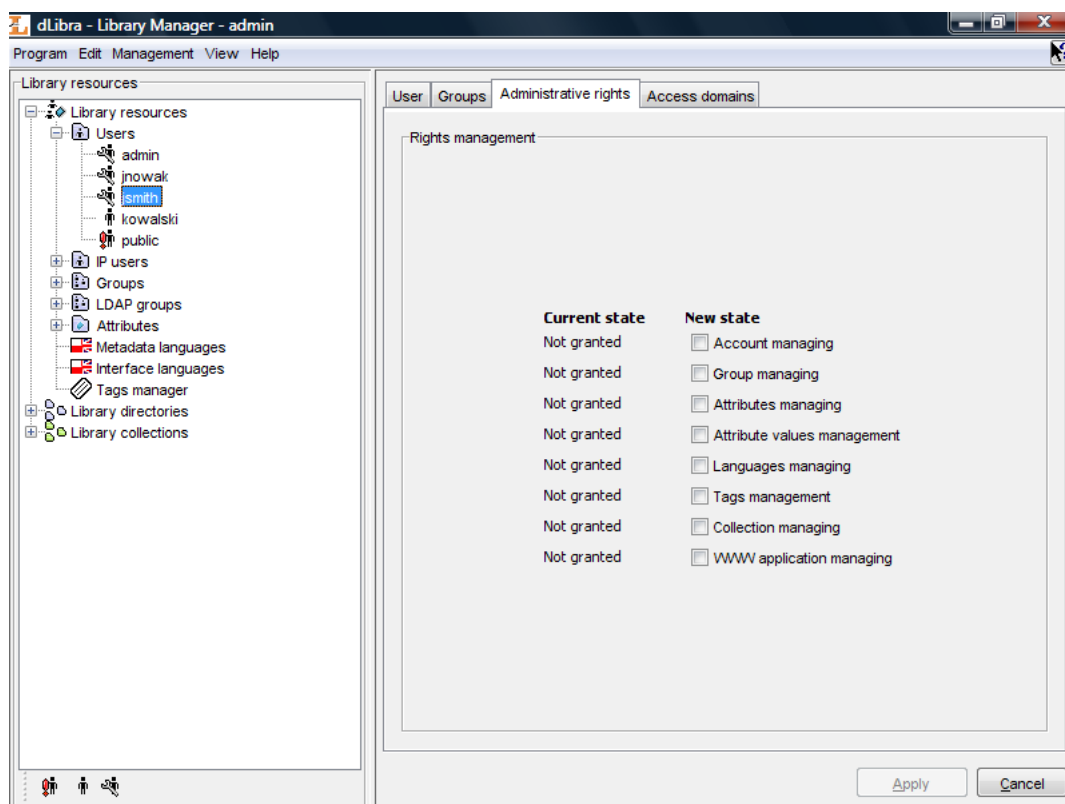 dLibra - Library Manager - admin
Program Edit Management View Help
Library resources
Library resources
Users
admin
jnowak
jsmith
kowalski
public
IP users
Groups
LDAP groups
Attributes
Metadata languages
Interface languages
Tags manager
Library directories
Library collections
User Groups Administrative rights Access domains
Rights management
Current state New state
Not granted Account managing
Not granted Group managing
Not granted Attributes managing
Not granted Attribute values management
Not granted Languages managing
Not granted Tags management
Not granted Collection managing
Not granted WWW application managing
Apply Cancel